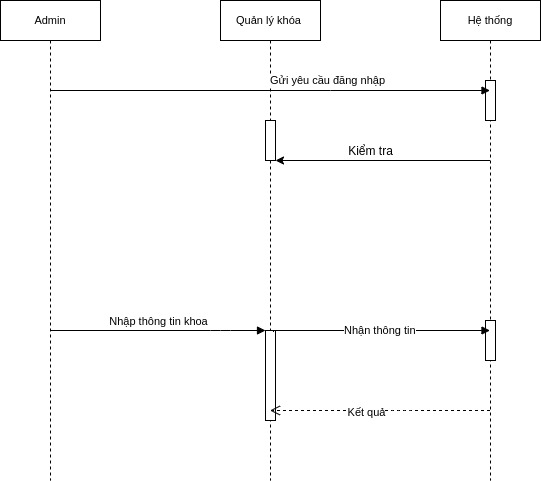 Admin
Quản lý khóa
Hệ thống
Gửi yêu cầu đăng nhập
Kiểm tra
Nhập thông tin khoa
Nhận thông tin
Kết quả